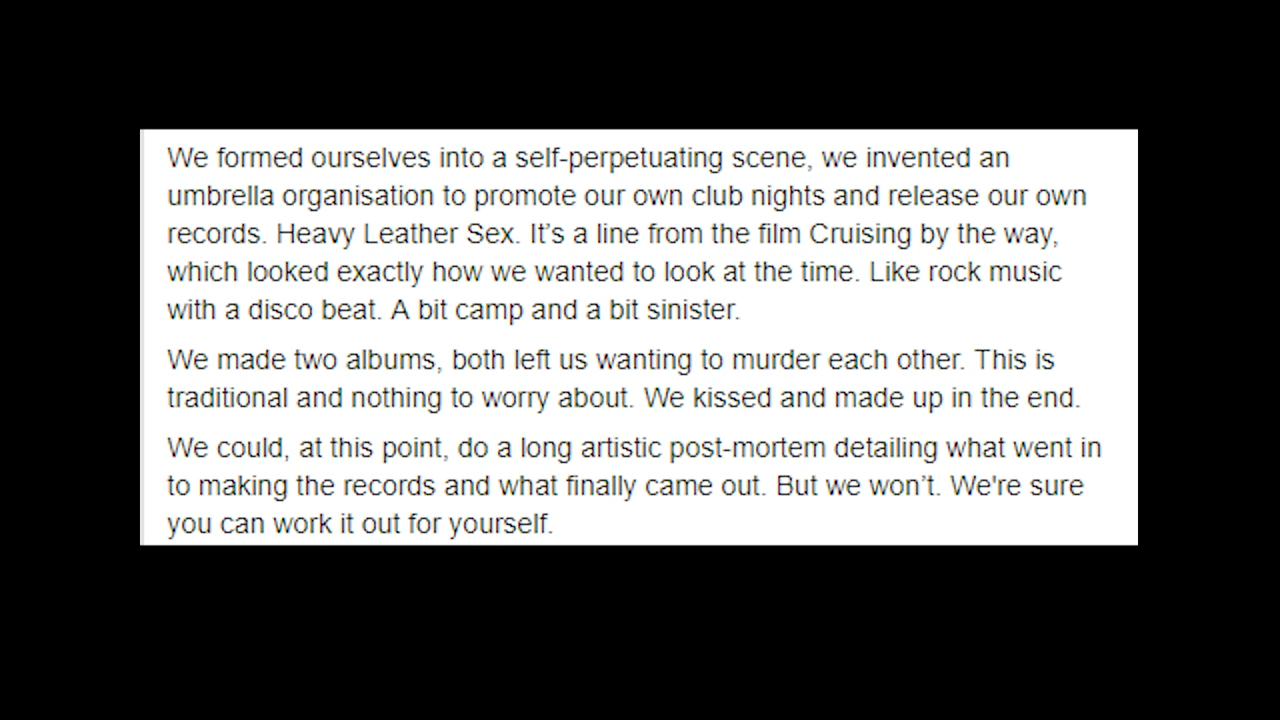 We formed ourselves into a self-perpetuating scene, we invented an
umbrella organisation to promote our own club nights and release our own
records. Heavy Leather Sex. It’s a line from the film Cruising by the way,
which looked exactly how we wanted to look at the time. Like rock music
with a disco beat. A bit camp and a bit sinister.
We made two albums, both left us wanting to murder each other. This is
traditional and nothing to worry about. We kissed and made up in the end.
We could, at this point, do a long artistic post-mortem detailing what went in
to making the records and what finally came out. But we won’t. We're sure
you can work it out for yourself.